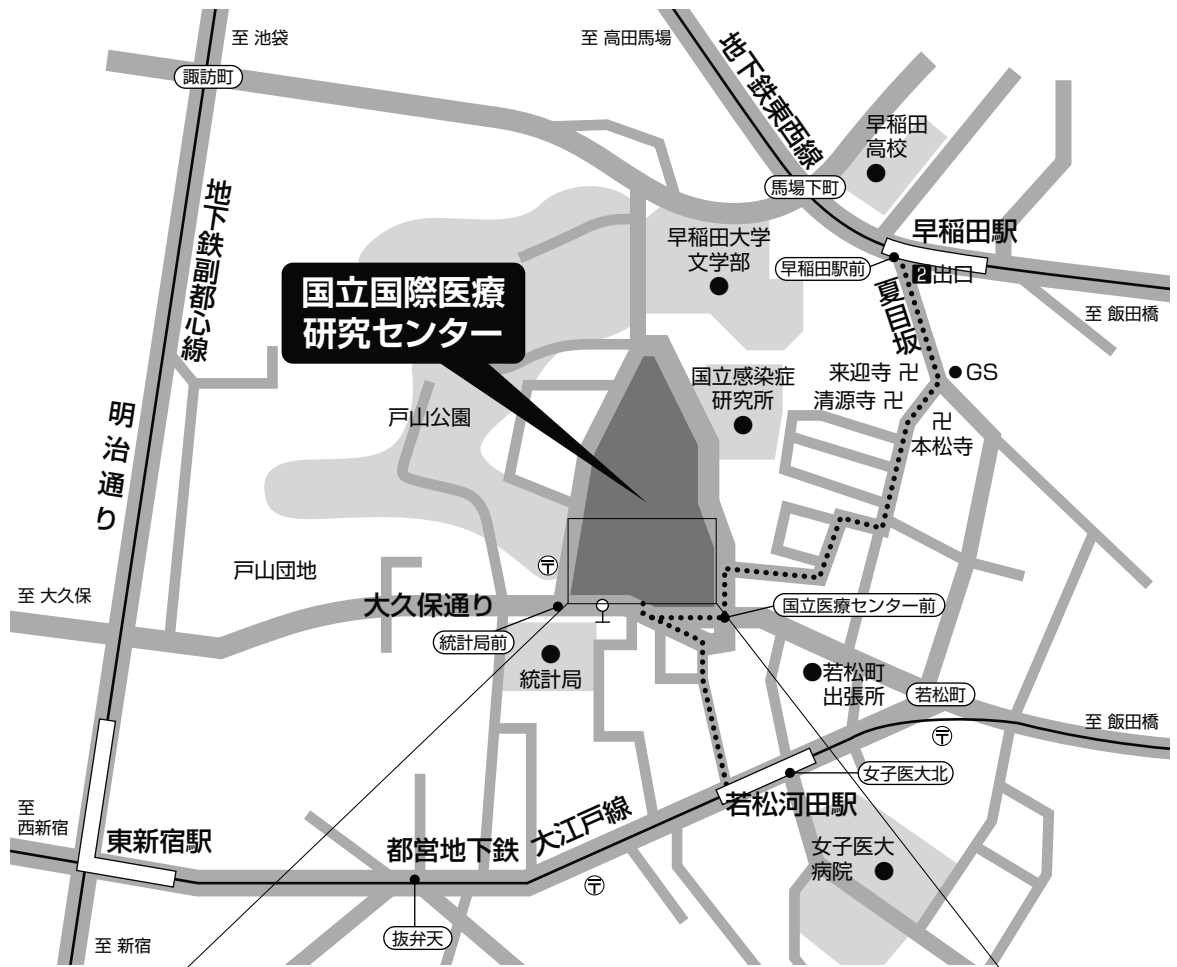 至 池袋
至 高田馬場
地下鉄東西線
諏訪町
早稲田
高校
馬場下町
地下鉄副都心線
早稲田大学
文学部
早稲田駅
早稲田駅前
2出口
至 飯田橋
夏目坂
国立国際医療
研究センター
国立感染症
研究所
来迎寺 卍
GS
清源寺 卍
卍
本松寺
戸山公園
明治通り
戸山団地
〒
至 大久保
大久保通り
国立医療センター前
統計局前
統計局
若松町
出張所
若松町
至 飯田橋
〒
女子医大北
若松河田駅
至
西新宿
東新宿駅
都営地下鉄 大江戸線
女子医大
病院
〒
抜弁天
至 新宿